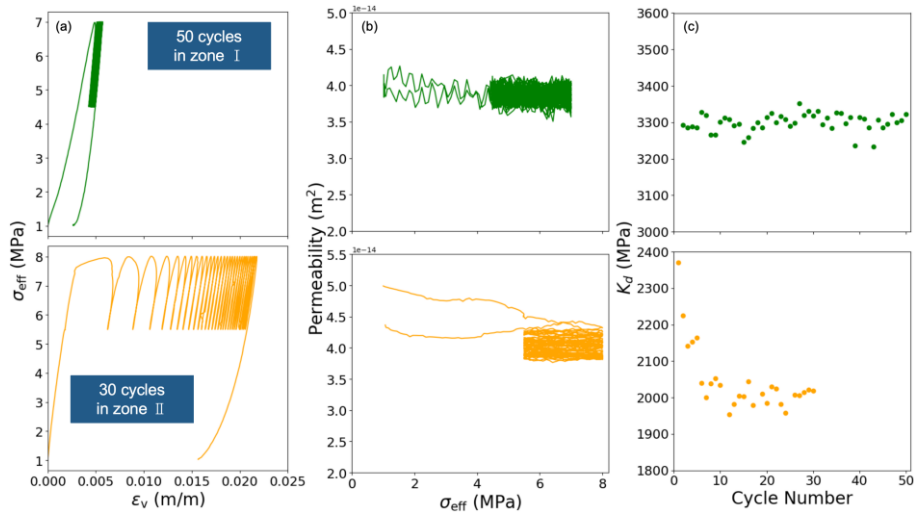 (a)
50 cycles
in zone Ⅰ
7
6
5
4
3
2
1
σeff (MPa)
8
7
6
5
4
3
2
1
30 cycles
in zone Ⅱ
0.000 0.005 0.010 0.015 0.020 0.025
εv (m/m)
1e−14
(b)
5.0
4.5
4.0
3.5
3.0
2.5
2.0
Permeability (m²)
1e−14
5.5
5.0
4.5
4.0
3.5
3.0
2.5
2.0
0 2 4 6 8
σeff (MPa)
(c)
3600
3500
3400
3300
3200
3100
3000
Kd (MPa)
2400
2300
2200
2100
2000
1900
1800
0 10 20 30 40 50
Cycle Number